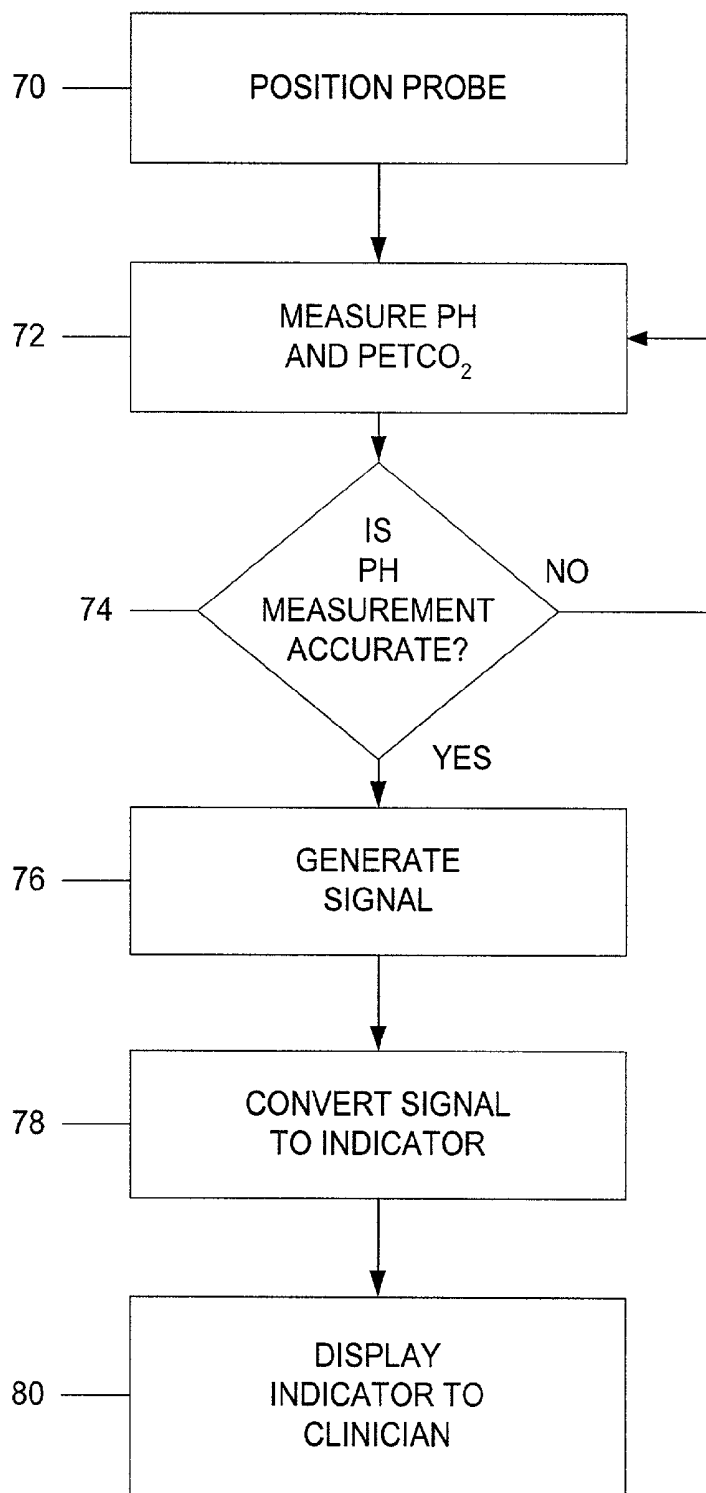 70
POSITION PROBE
72
MEASURE PH
AND PETCO₂
74
IS
PH
MEASUREMENT
ACCURATE?
NO
YES
76
GENERATE
SIGNAL
78
CONVERT SIGNAL
TO INDICATOR
80
DISPLAY
INDICATOR TO
CLINICIAN